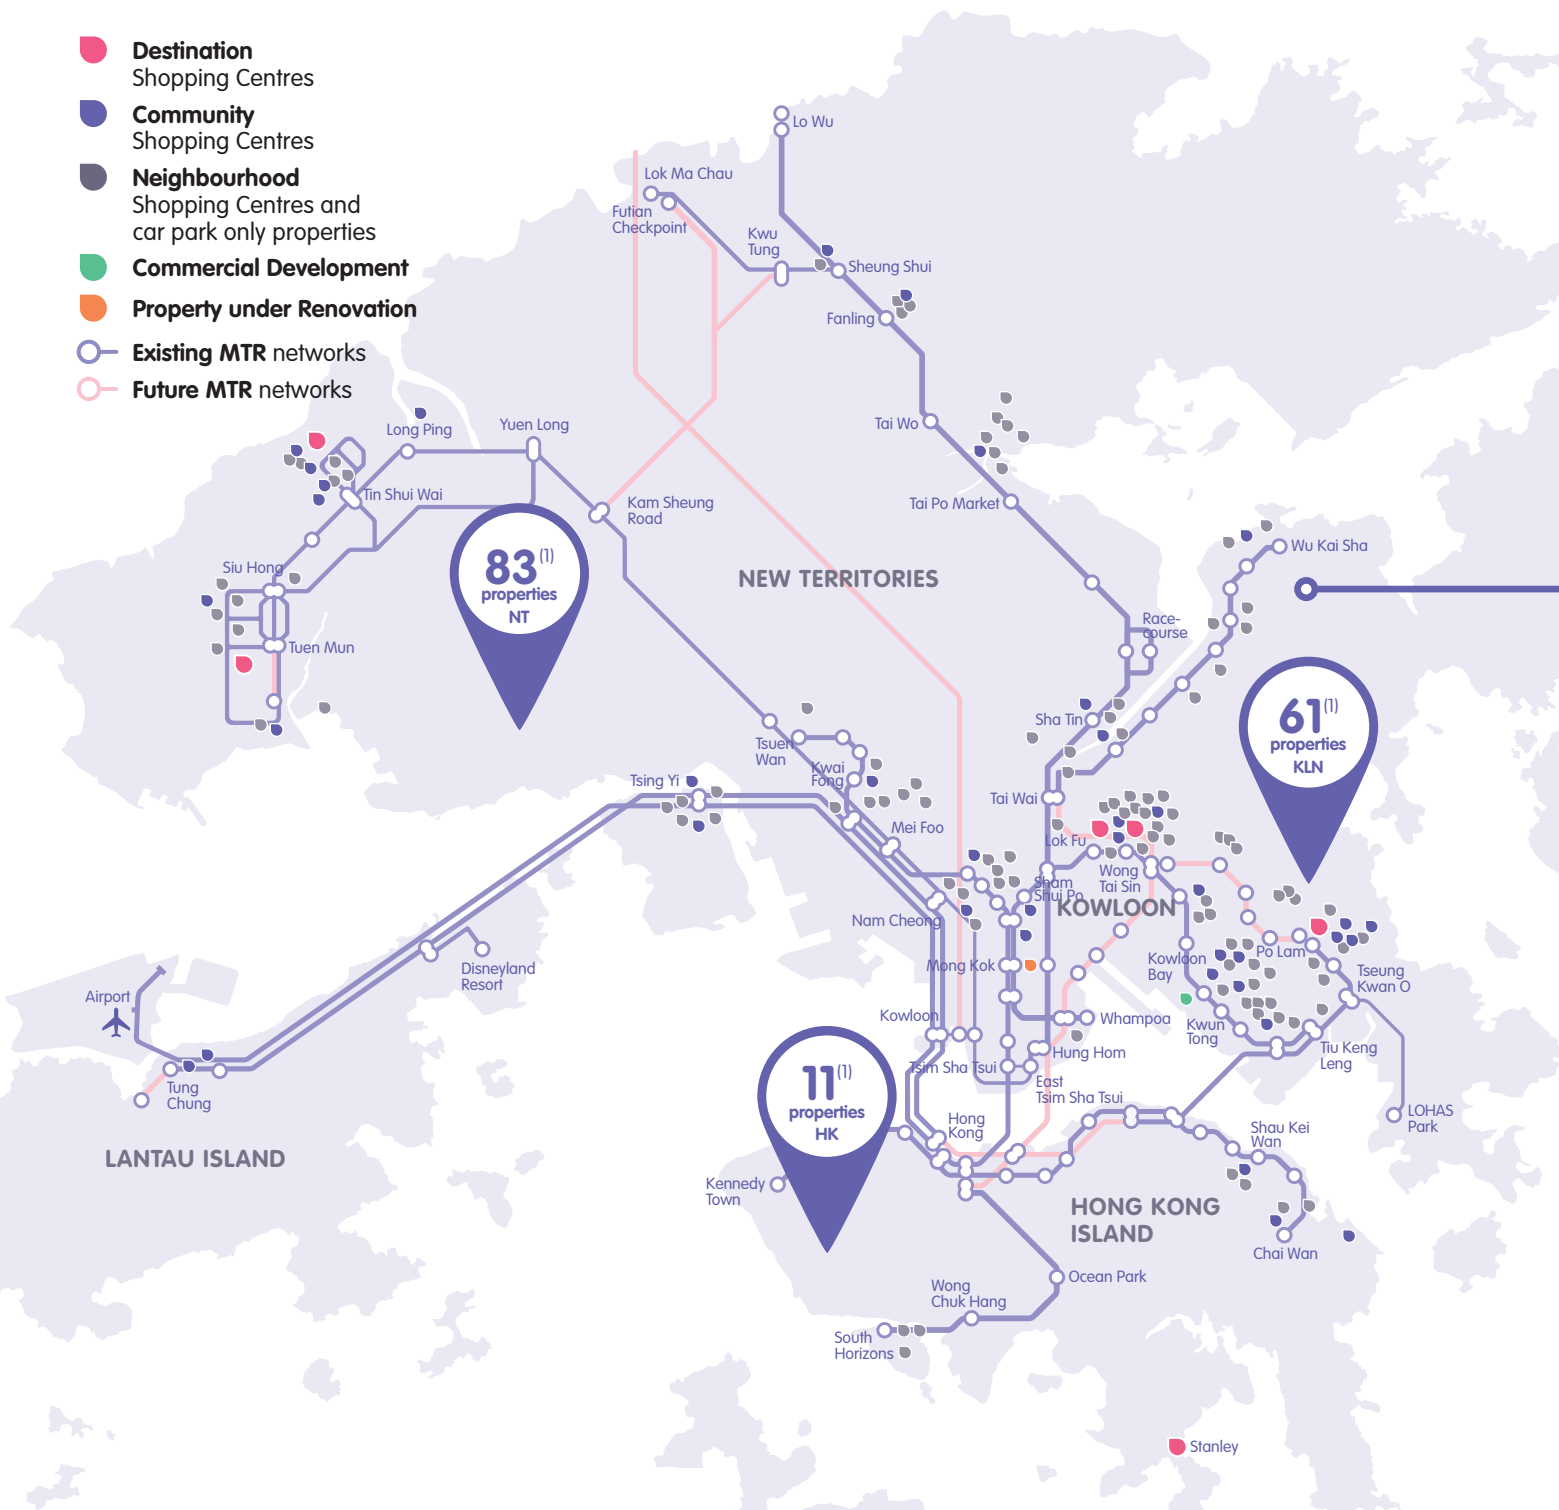 Destination
Shopping Centres
Community
Shopping Centres
Neighbourhood
Shopping Centres and
car park only properties
Commercial Development
Property under Renovation
Existing MTR networks
Future MTR networks
Lo Wu
Lok Ma Chau
Futian
Checkpoint
Kwu
Tung
Sheung Shui
Fanling
Tai Wo
Long Ping
Yuen Long
Tin Shui Wai
Kam Sheung
Road
Tai Po Market
Wu Kai Sha
Siu Hong
83(1)
properties
NT
NEW TERRITORIES
Race-
course
Tuen Mun
Sha Tin
61(1)
properties
KLN
Tsuen
Wan
Kwai
Fong
Tsing Yi
Tai Wai
Mei Foo
Lok Fu
Wong
Tai Sin
Sham
Shui Po
KOWLOON
Nam Cheong
Mong Kok
Kowloon
Bay
Po Lam
Tseung
Kwan O
Disneyland
Resort
Airport
Kowloon
Whampoa
Kwun
Tong
Hung Hom
Tiu Keng
Leng
Tsim Sha Tsui
East
Tsim Sha Tsui
Tung
Chung
11(1)
properties
HK
Hong
Kong
LOHAS
Park
Shau Kei
Wan
LANTAU ISLAND
Kennedy
Town
HONG KONG
ISLAND
Chai Wan
Ocean Park
Wong
Chuk Hang
South
Horizons
Stanley